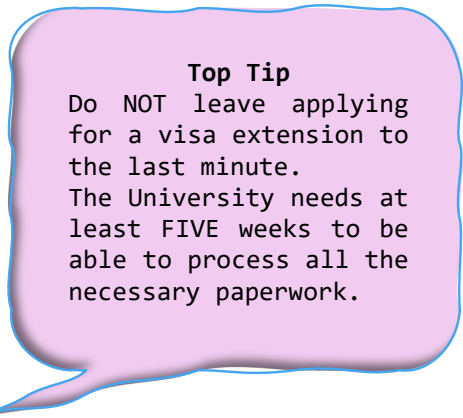 Top Tip
Do NOT leave applying
for a visa extension to
the last minute.
The University needs at
least FIVE weeks to be
able to process all the
necessary paperwork.